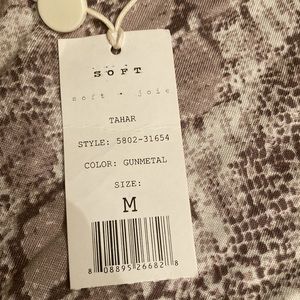 SOFT
soft • joie
TAHAR
STYLE: 5802-31654
COLOR: GUNMETAL
SIZE:
M
8 08895 26682 8